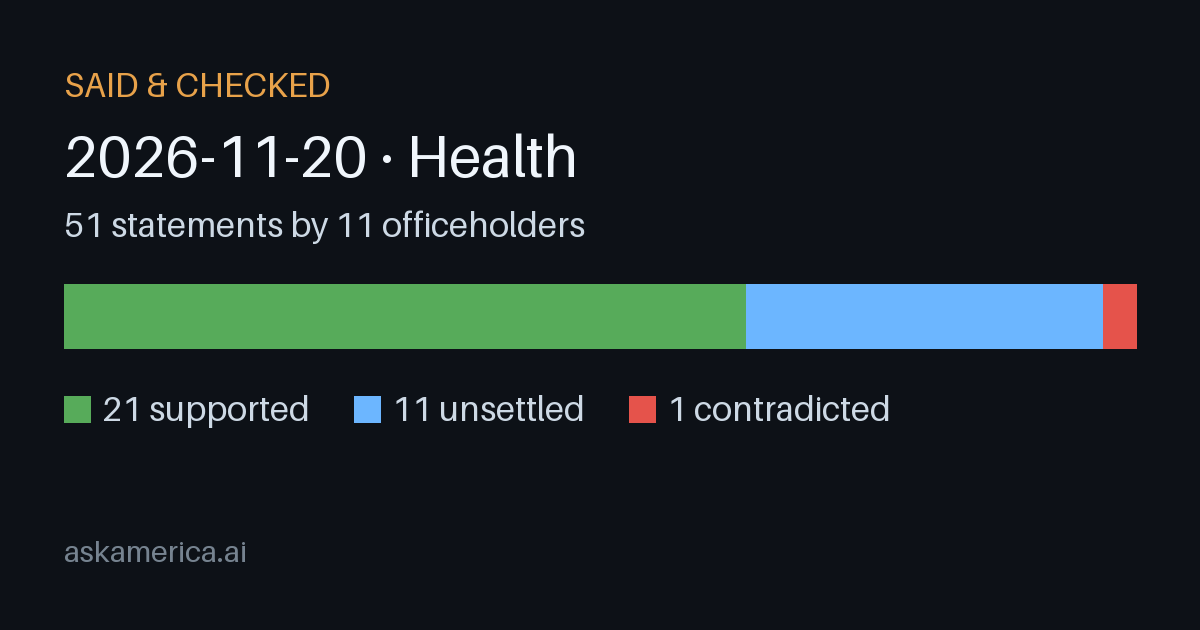 SAID & CHECKED
2026-11-20 · Health
51 statements by 11 officeholders
21 supported 11 unsettled 1 contradicted
askamerica.ai